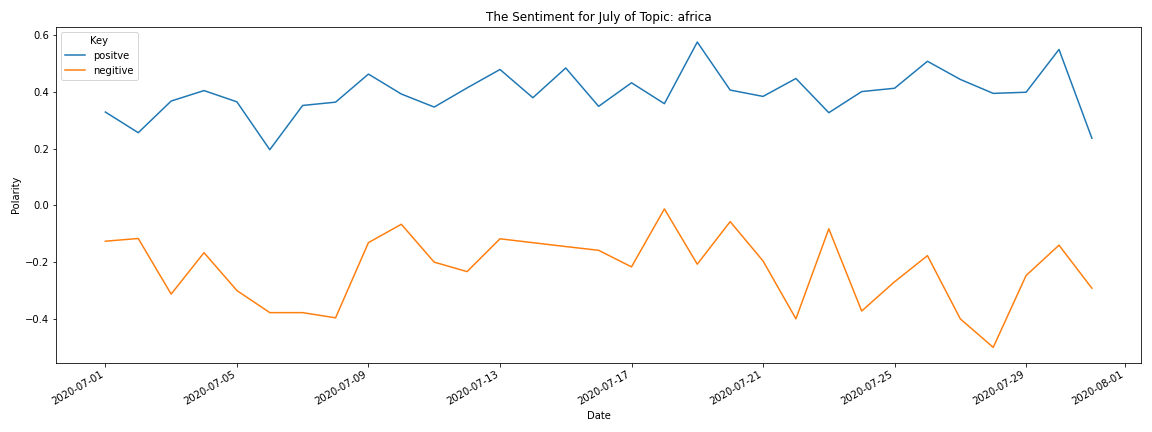 The Sentiment for July of Topic: africa
Key
positve
negitive
0.6
0.4
0.2
0.0
−0.2
−0.4
Polarity
2020-07-01
2020-07-05
2020-07-09
2020-07-13
2020-07-17
2020-07-21
2020-07-25
2020-07-29
2020-08-01
Date